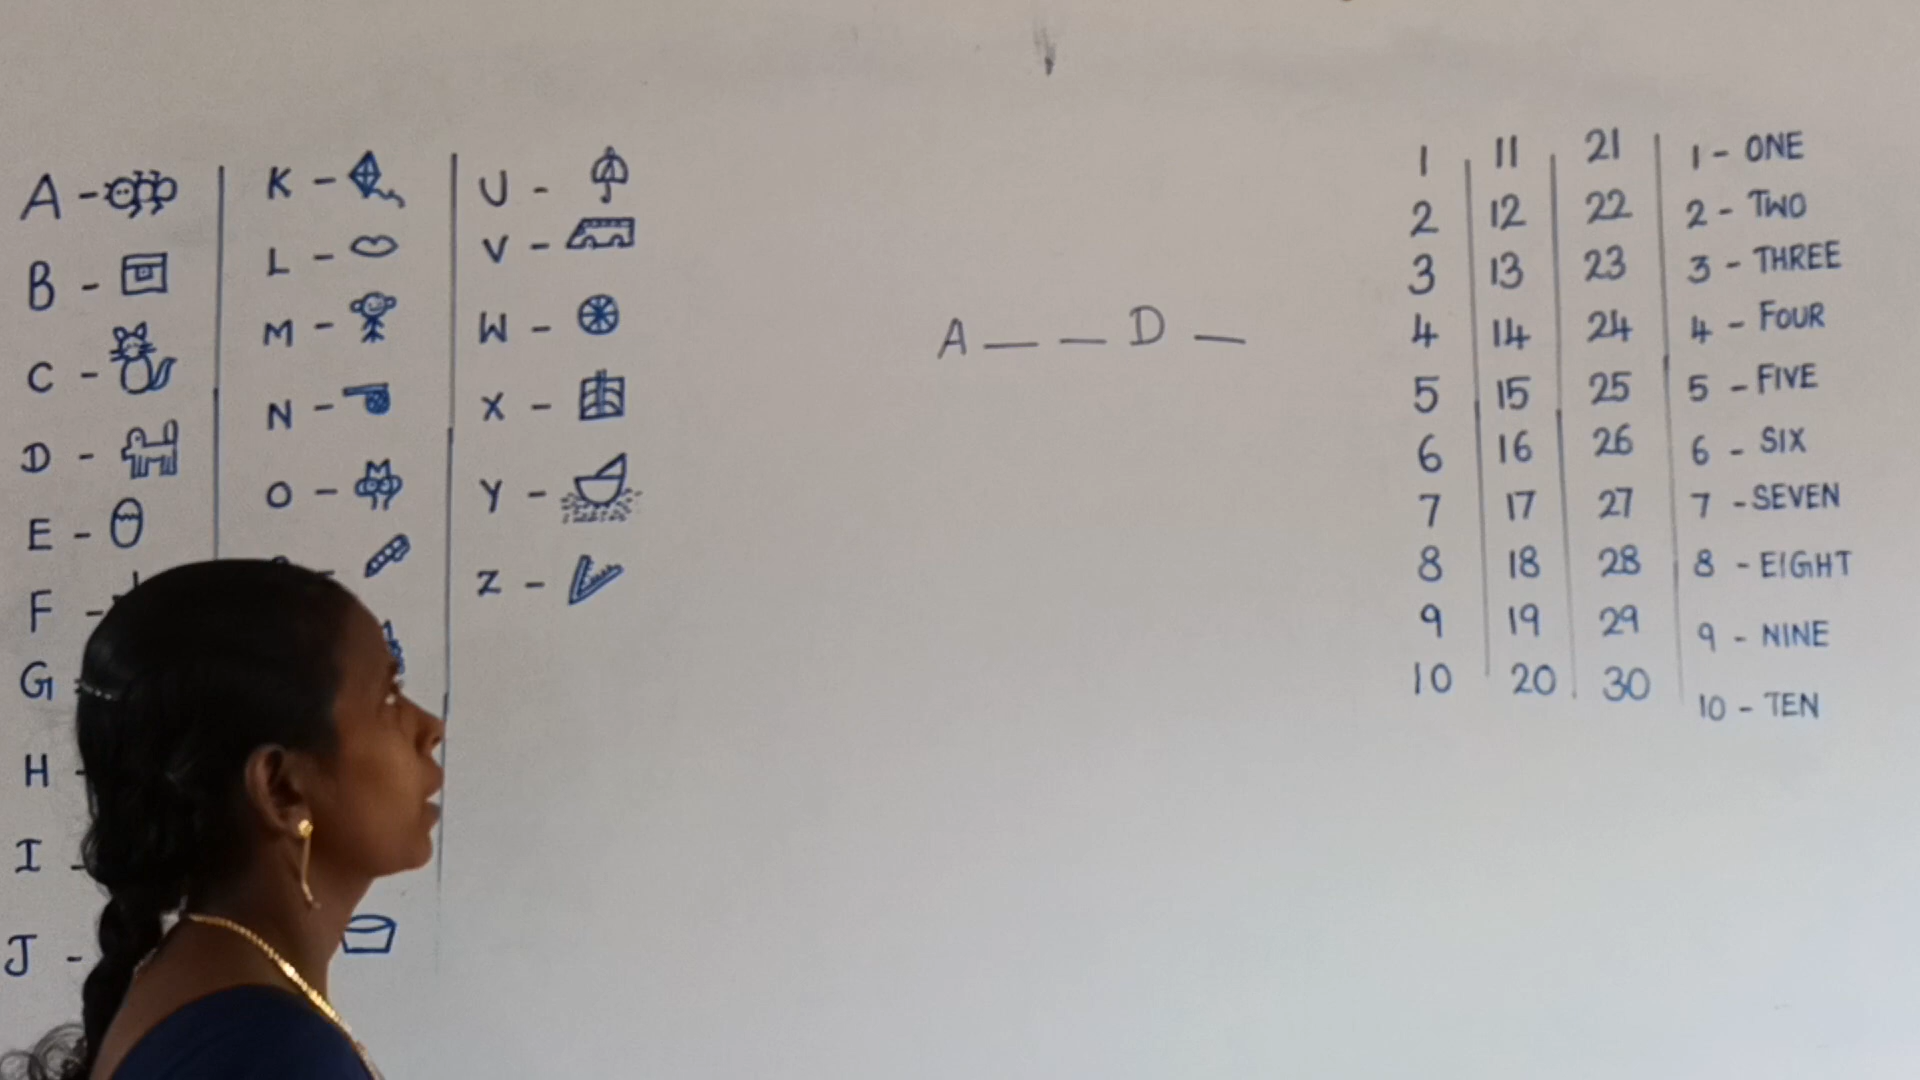 A -
B -
C -
D -
E -
F -
G
H -
I -
J -
K -
L -
M -
N -
O -
U -
V -
W -
X -
Y -
Z -
A _ _ D _
1 11 21
2 12 22
3 13 23
4 14 24
5 15 25
6 16 26
7 17 27
8 18 28
9 19 29
10 20 30
1 - ONE
2 - TWO
3 - THREE
4 - FOUR
5 - FIVE
6 - SIX
7 - SEVEN
8 - EIGHT
9 - NINE
10 - TEN